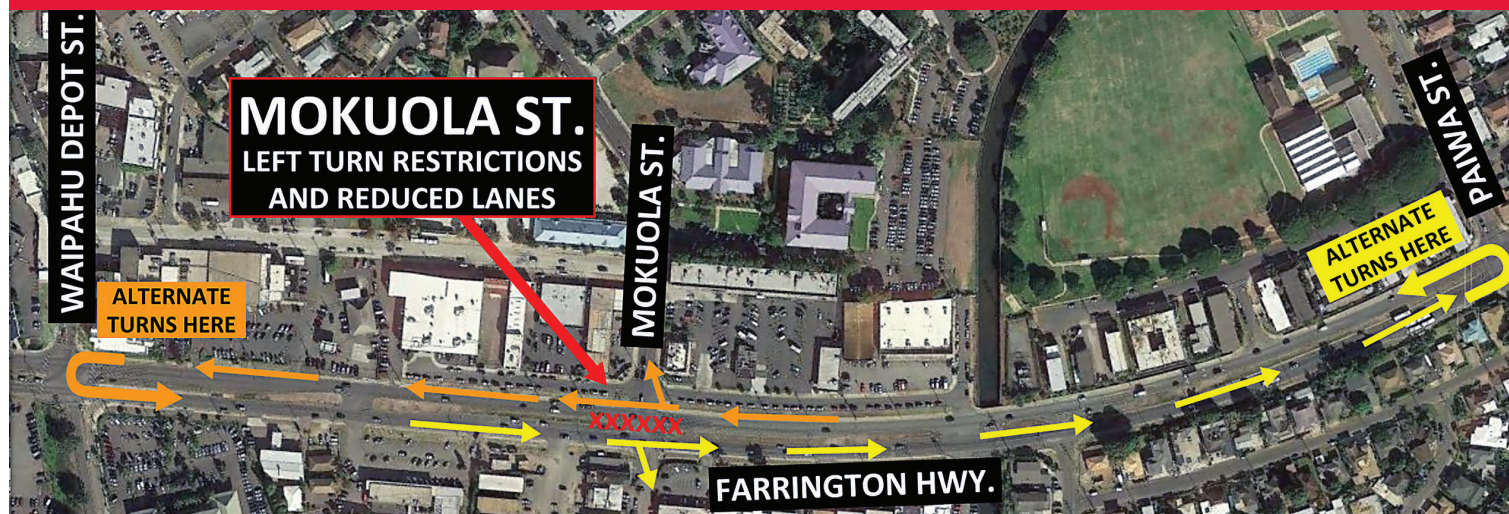 WAIPAHU DEPOT ST.
MOKUOLA ST.
LEFT TURN RESTRICTIONS
AND REDUCED LANES
MOKUOLA ST.
PAIWA ST.
ALTERNATE
TURNS HERE
ALTERNATE
TURNS HERE
XXXXXX
FARRINGTON HWY.